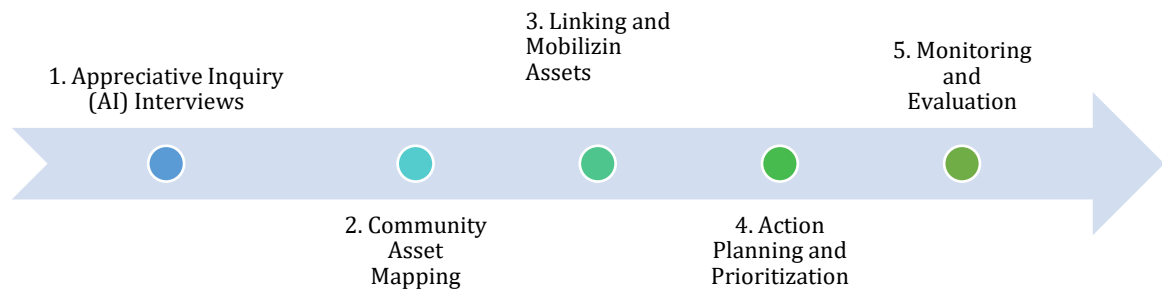 1. Appreciative Inquiry
(AI) Interviews
2. Community
Asset
Mapping
3. Linking and
Mobilizin
Assets
4. Action
Planning and
Prioritization
5. Monitoring
and
Evaluation